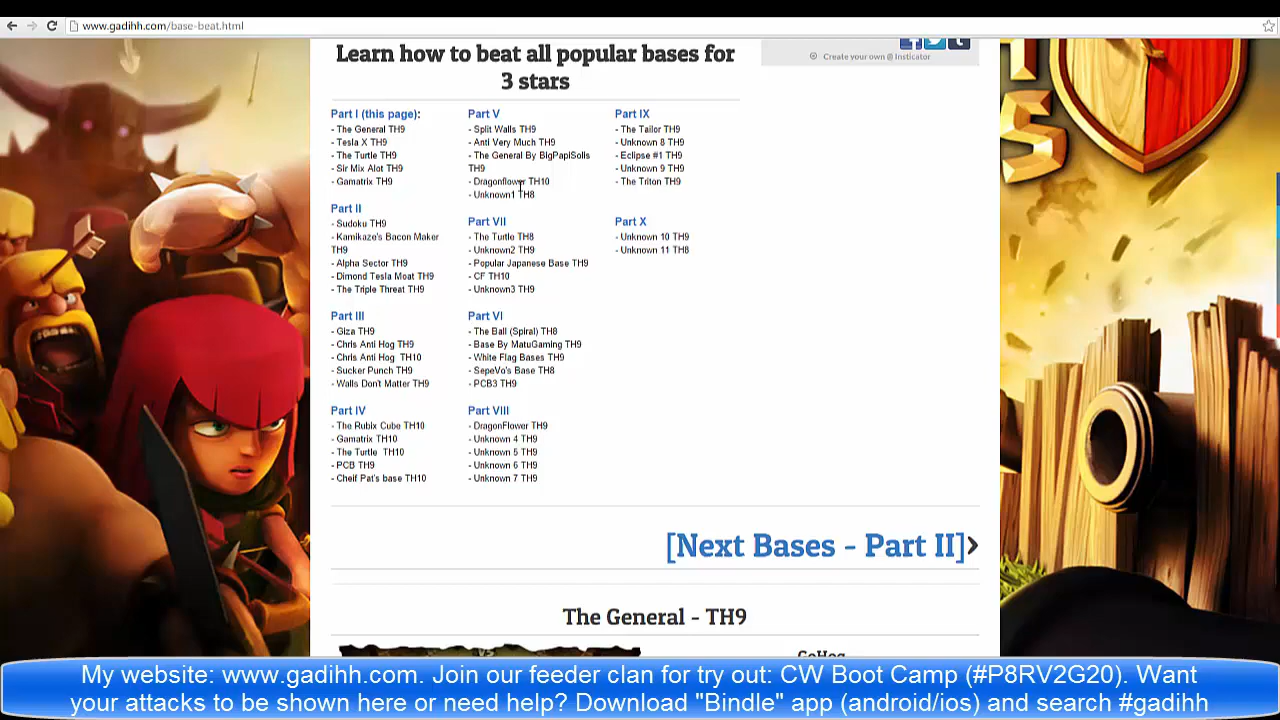 www.gadihh.com/base-beat.html
Learn how to beat all popular bases for
3 stars
Create your own @ Insticator
Part I (this page):
- The General TH9
- Tesla X TH9
- The Turtle TH9
- Sir Mix Alot TH9
- Gamatrix TH9
Part II
- Sudoku TH9
- Kamikaze's Bacon Maker
TH9
- Alpha Sector TH9
- Dimond Tesla Moat TH9
- The Triple Threat TH9
Part III
- Giza TH9
- Chris Anti Hog TH9
- Chris Anti Hog TH10
- Sucker Punch TH9
- Walls Don't Matter TH9
Part IV
- The Rubix Cube TH10
- Gamatrix TH10
- The Turtle TH10
- PCB TH9
- Cheif Pat's base TH10
Part V
- Split Walls TH9
- Anti Very Much TH9
- The General By BIgPapiSolls
TH9
- Dragonflower TH10
- Unknown1 TH8
Part VII
- The Turtle TH8
- Unknown2 TH9
- Popular Japanese Base TH9
- CF TH10
- Unknown3 TH9
Part VI
- The Ball (Spiral) TH8
- Base By MatuGaming TH9
- White Flag Bases TH9
- SepeVo's Base TH8
- PCB3 TH9
Part VIII
- DragonFlower TH9
- Unknown 4 TH9
- Unknown 5 TH9
- Unknown 6 TH9
- Unknown 7 TH9
Part IX
- The Tailor TH9
- Unknown 8 TH9
- Eclipse #1 TH9
- Unknown 9 TH9
- The Triton TH9
Part X
- Unknown 10 TH9
- Unknown 11 TH8
[Next Bases - Part II]
The General - TH9
VS
GoHog
My website: www.gadihh.com. Join our feeder clan for try out: CW Boot Camp (#P8RV2G20). Want
your attacks to be shown here or need help? Download "Bindle" app (android/ios) and search #gadihh